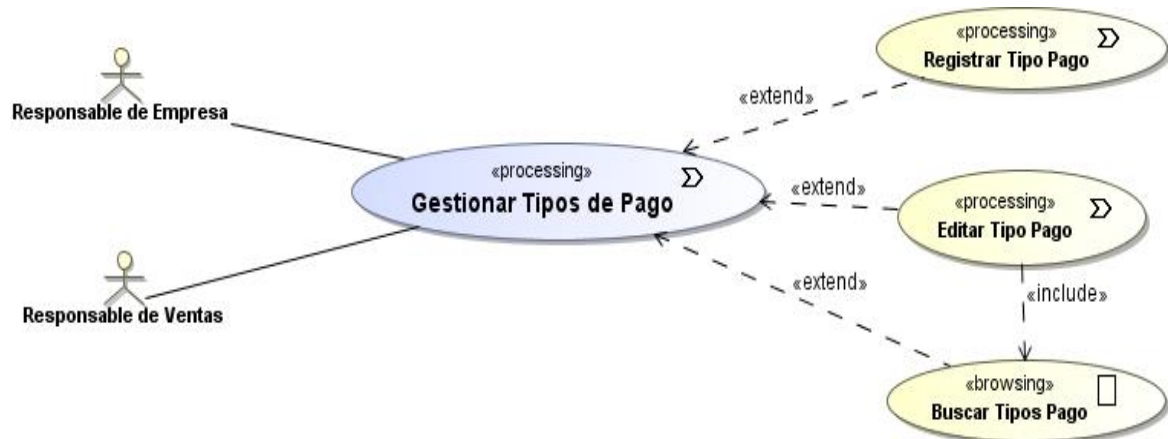 «processing»
Registrar Tipo Pago
«extend»
Responsable de Empresa
«processing»
Gestionar Tipos de Pago
«extend»
«processing»
Editar Tipo Pago
«extend»
«include»
Responsable de Ventas
«browsing»
Buscar Tipos Pago